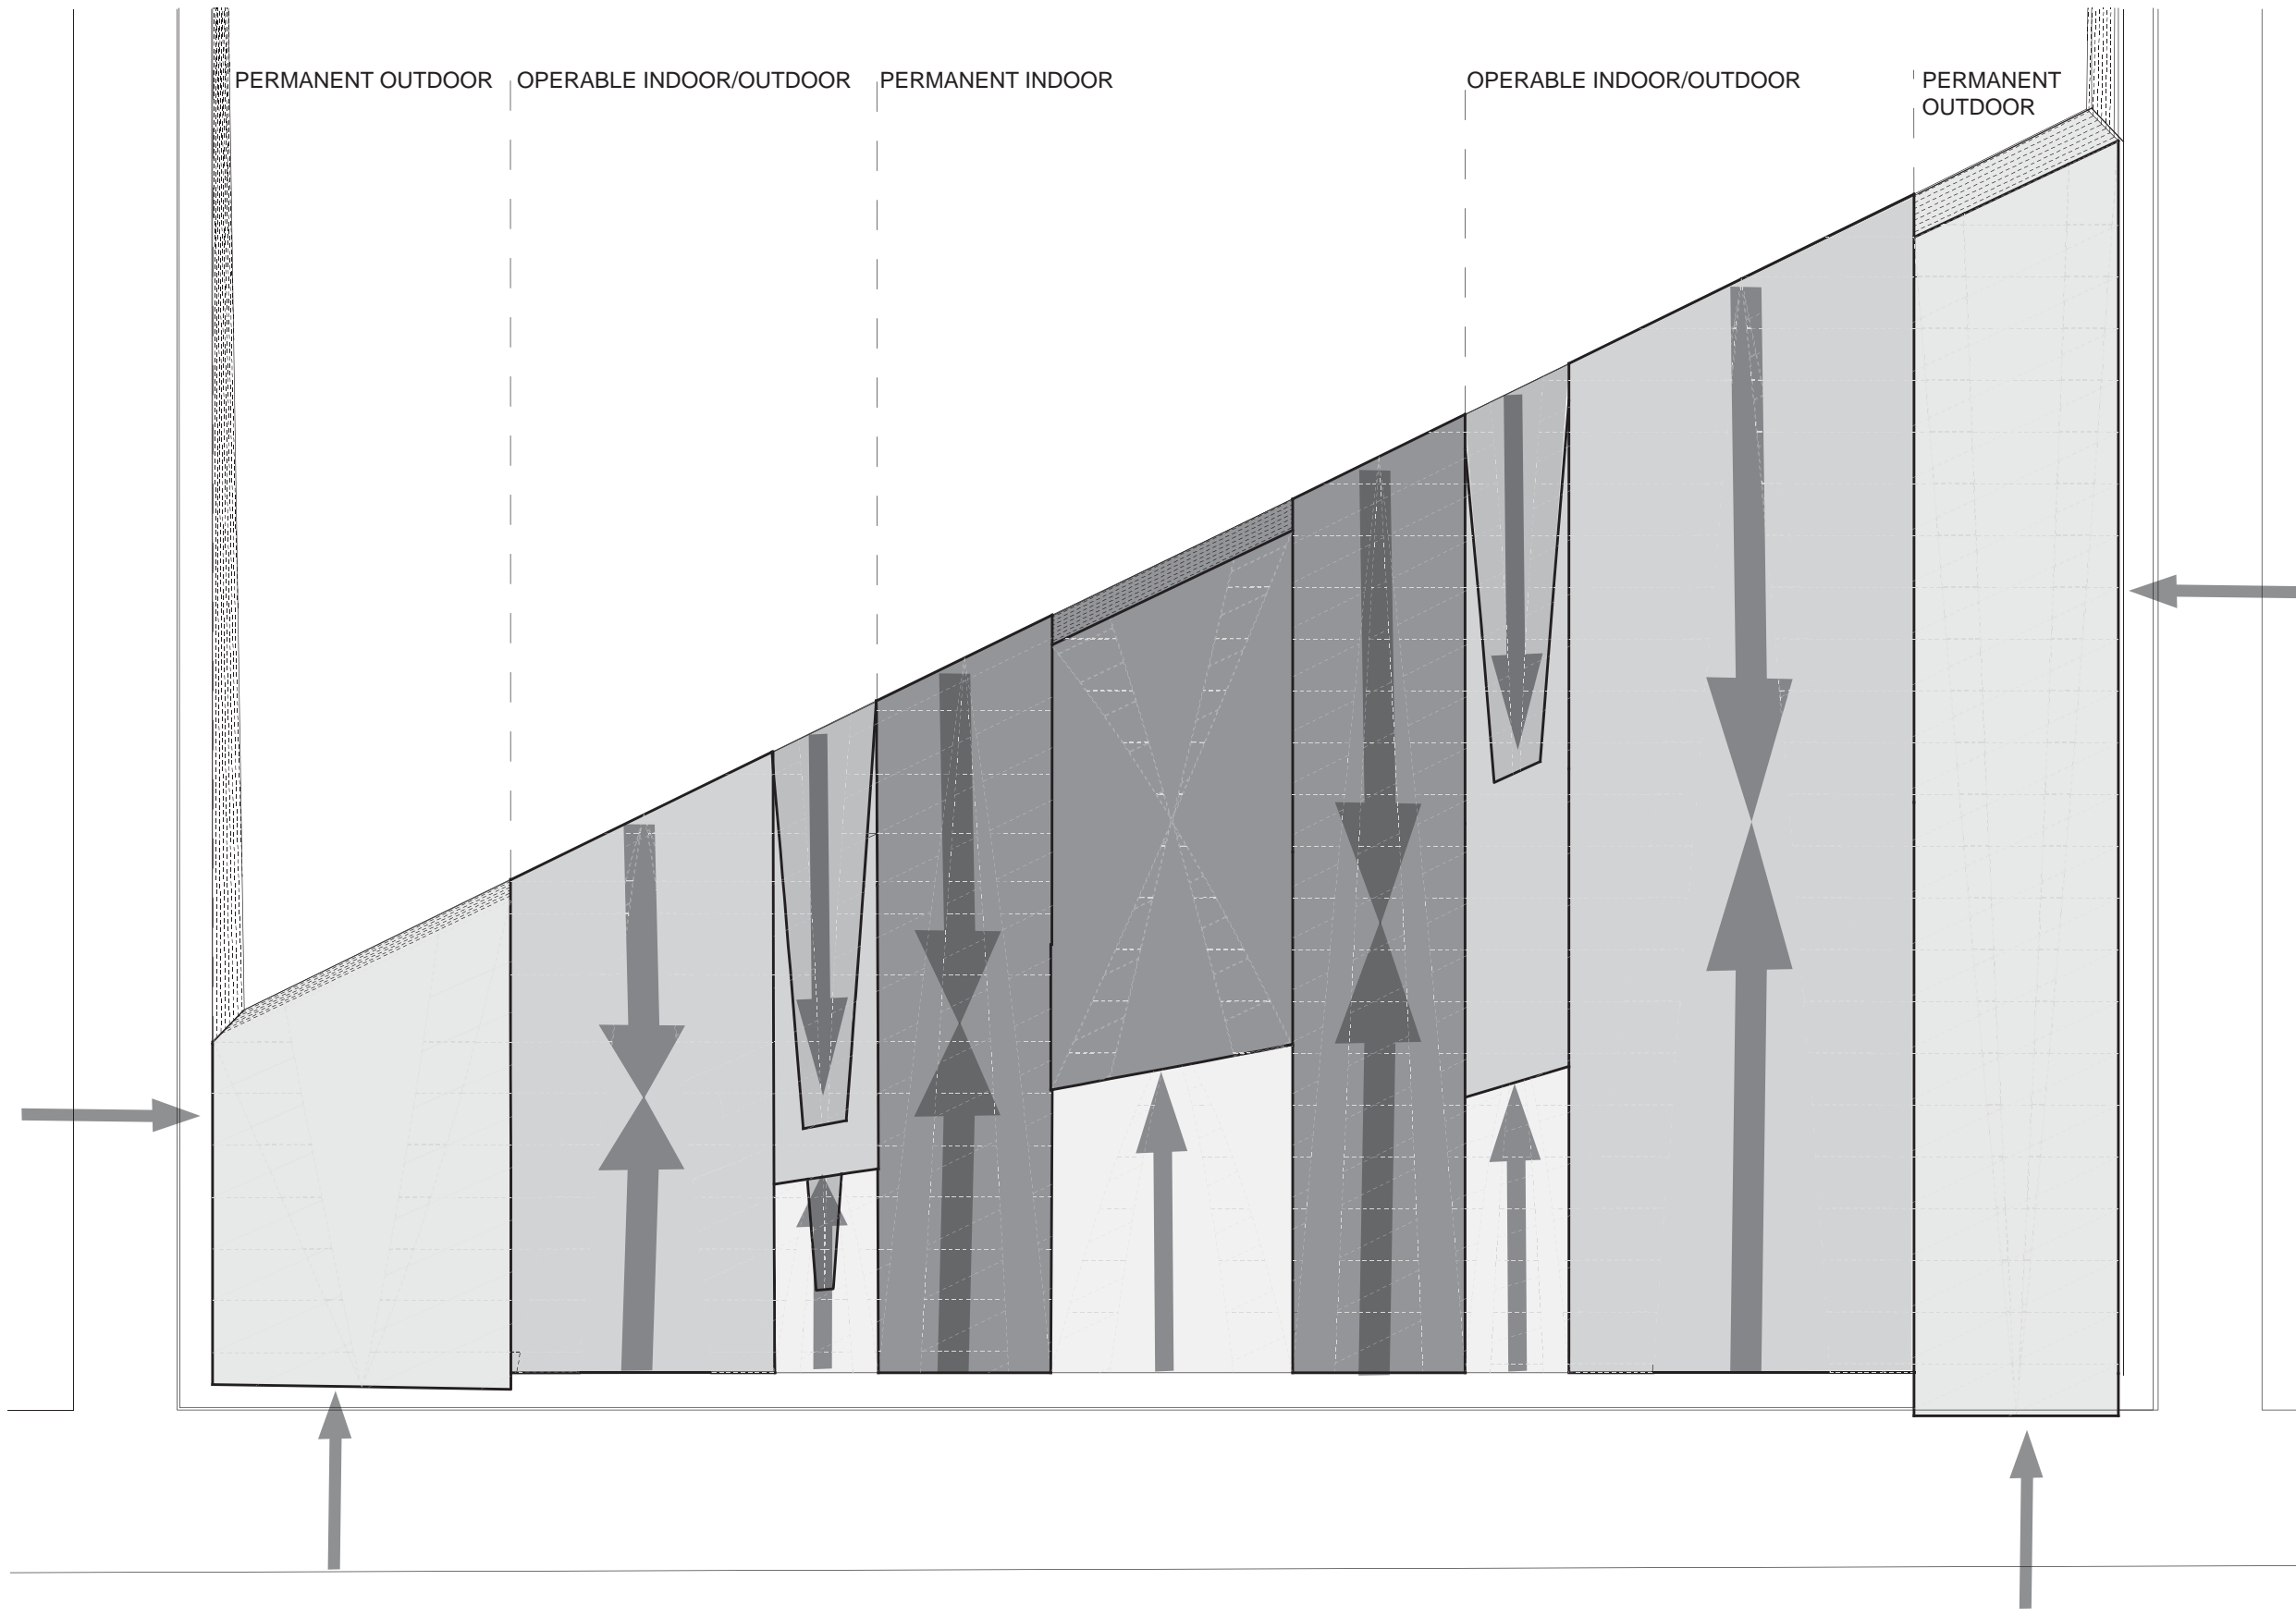 PERMANENT OUTDOOR
OPERABLE INDOOR/OUTDOOR
PERMANENT INDOOR
OPERABLE INDOOR/OUTDOOR
PERMANENT
OUTDOOR